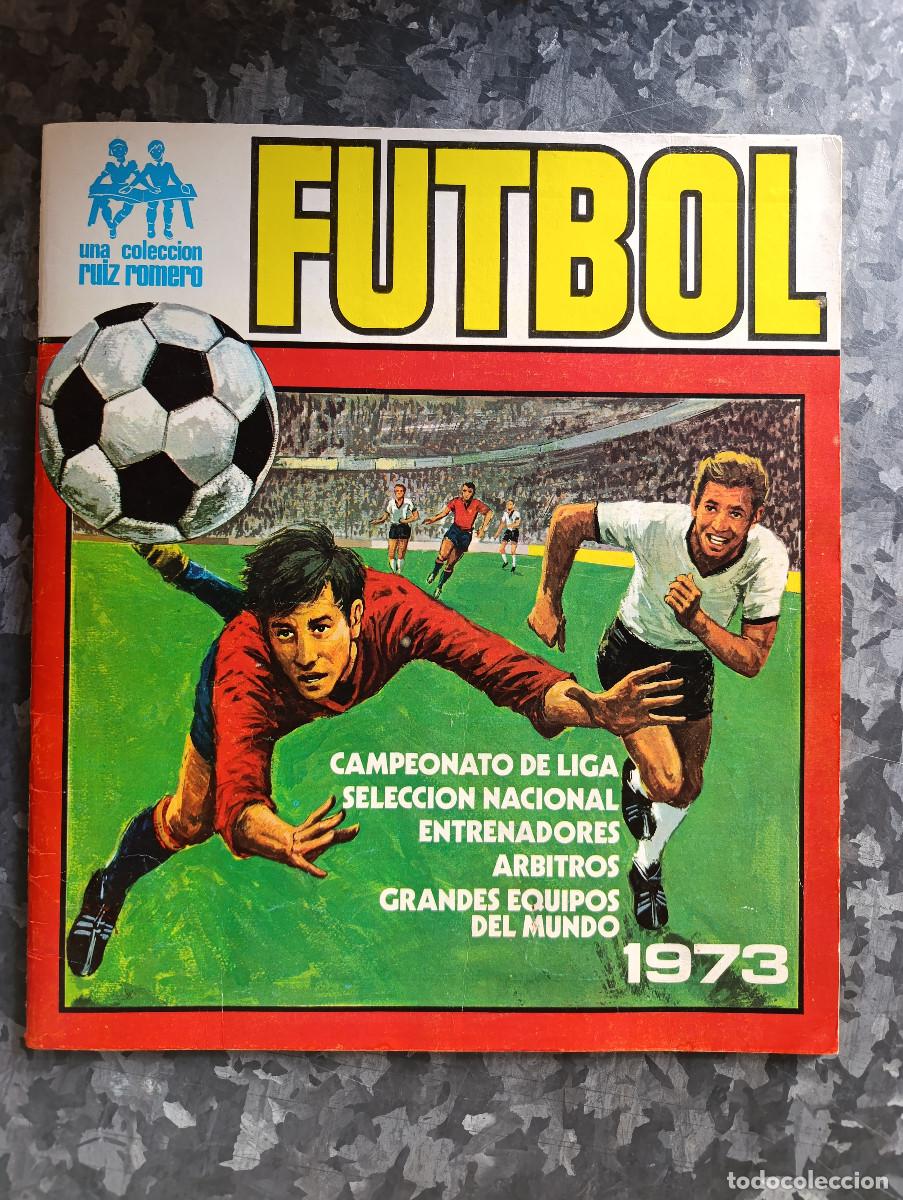 una coleccion
ruiz romero
FUTBOL
CAMPEONATO DE LIGA
SELECCION NACIONAL
ENTRENADORES
ARBITROS
GRANDES EQUIPOS
DEL MUNDO
1973
todocoleccion